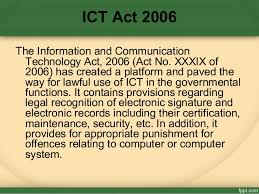 ICT Act 2006
The Information and Communication
Technology Act, 2006 (Act No. XXXIX of
2006) has created a platform and paved the
way for lawful use of ICT in the governmental
functions. It contains provisions regarding
legal recognition of electronic signature and
electronic records including their certification,
maintenance, security, etc. In addition, it
provides for appropriate punishment for
offences relating to computer or computer
system.
fppt.com